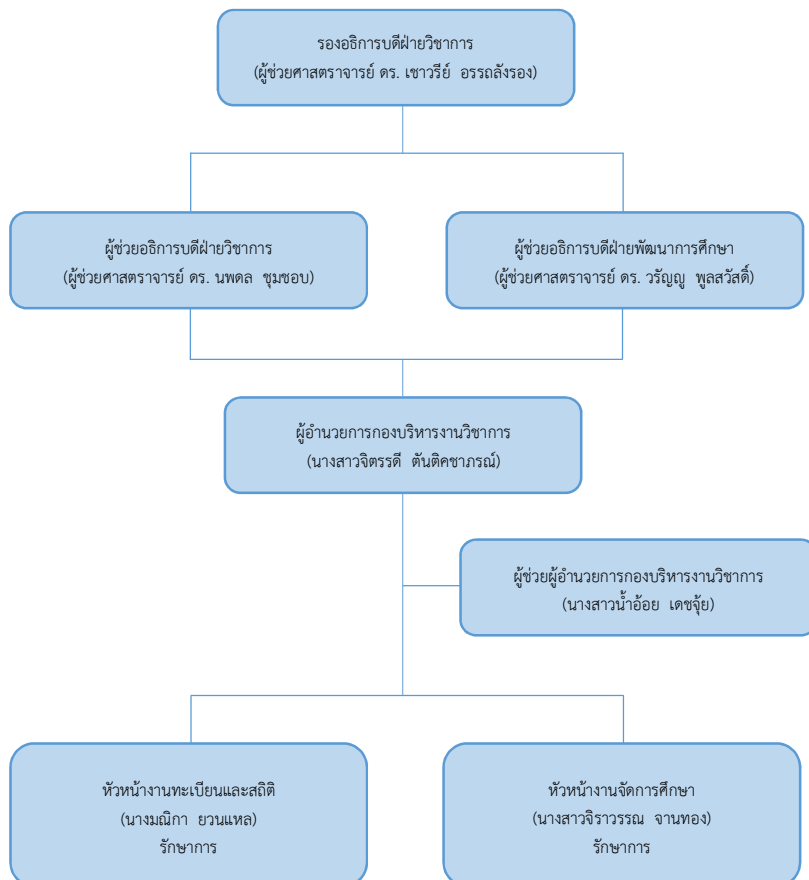 รองอธิการบดีฝ่ายวิชาการ
(ผู้ช่วยศาสตราจารย์ ดร. เชาวรีย์ อรรถลังรอง)
ผู้ช่วยอธิการบดีฝ่ายวิชาการ
(ผู้ช่วยศาสตราจารย์ ดร. นพดล ชุมชอบ)
ผู้ช่วยอธิการบดีฝ่ายพัฒนาการศึกษา
(ผู้ช่วยศาสตราจารย์ ดร. วรัญญู พูลสวัสดิ์)
ผู้อำนวยการกองบริหารงานวิชาการ
(นางสาวจิตรรดี ตันติคชาภรณ์)
ผู้ช่วยผู้อำนวยการกองบริหารงานวิชาการ
(นางสาวน้ำอ้อย เดชจุ้ย)
หัวหน้างานทะเบียนและสถิติ
(นางมณิกา ยวนแหล)
รักษาการ
หัวหน้างานจัดการศึกษา
(นางสาวจิราวรรณ จานทอง)
รักษาการ